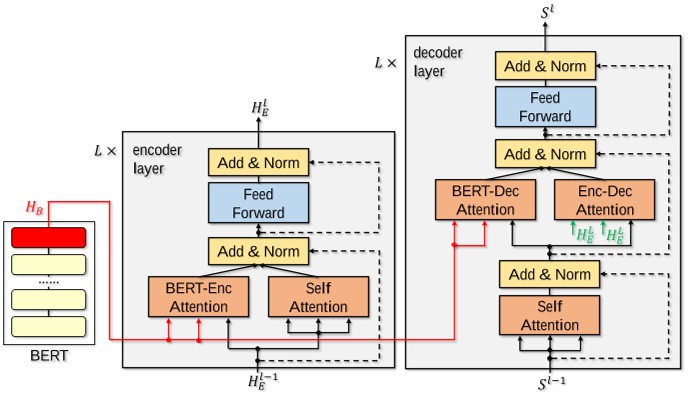 S^l
L ×
decoder
layer
Add & Norm
Feed
Forward
Add & Norm
BERT-Dec
Attention
Enc-Dec
Attention
H_E^L
H_E^L
Add & Norm
Self
Attention
S^{l-1}
H_E^l
L ×
encoder
layer
Add & Norm
Feed
Forward
Add & Norm
BERT-Enc
Attention
Self
Attention
H_E^{l-1}
H_B
......
BERT